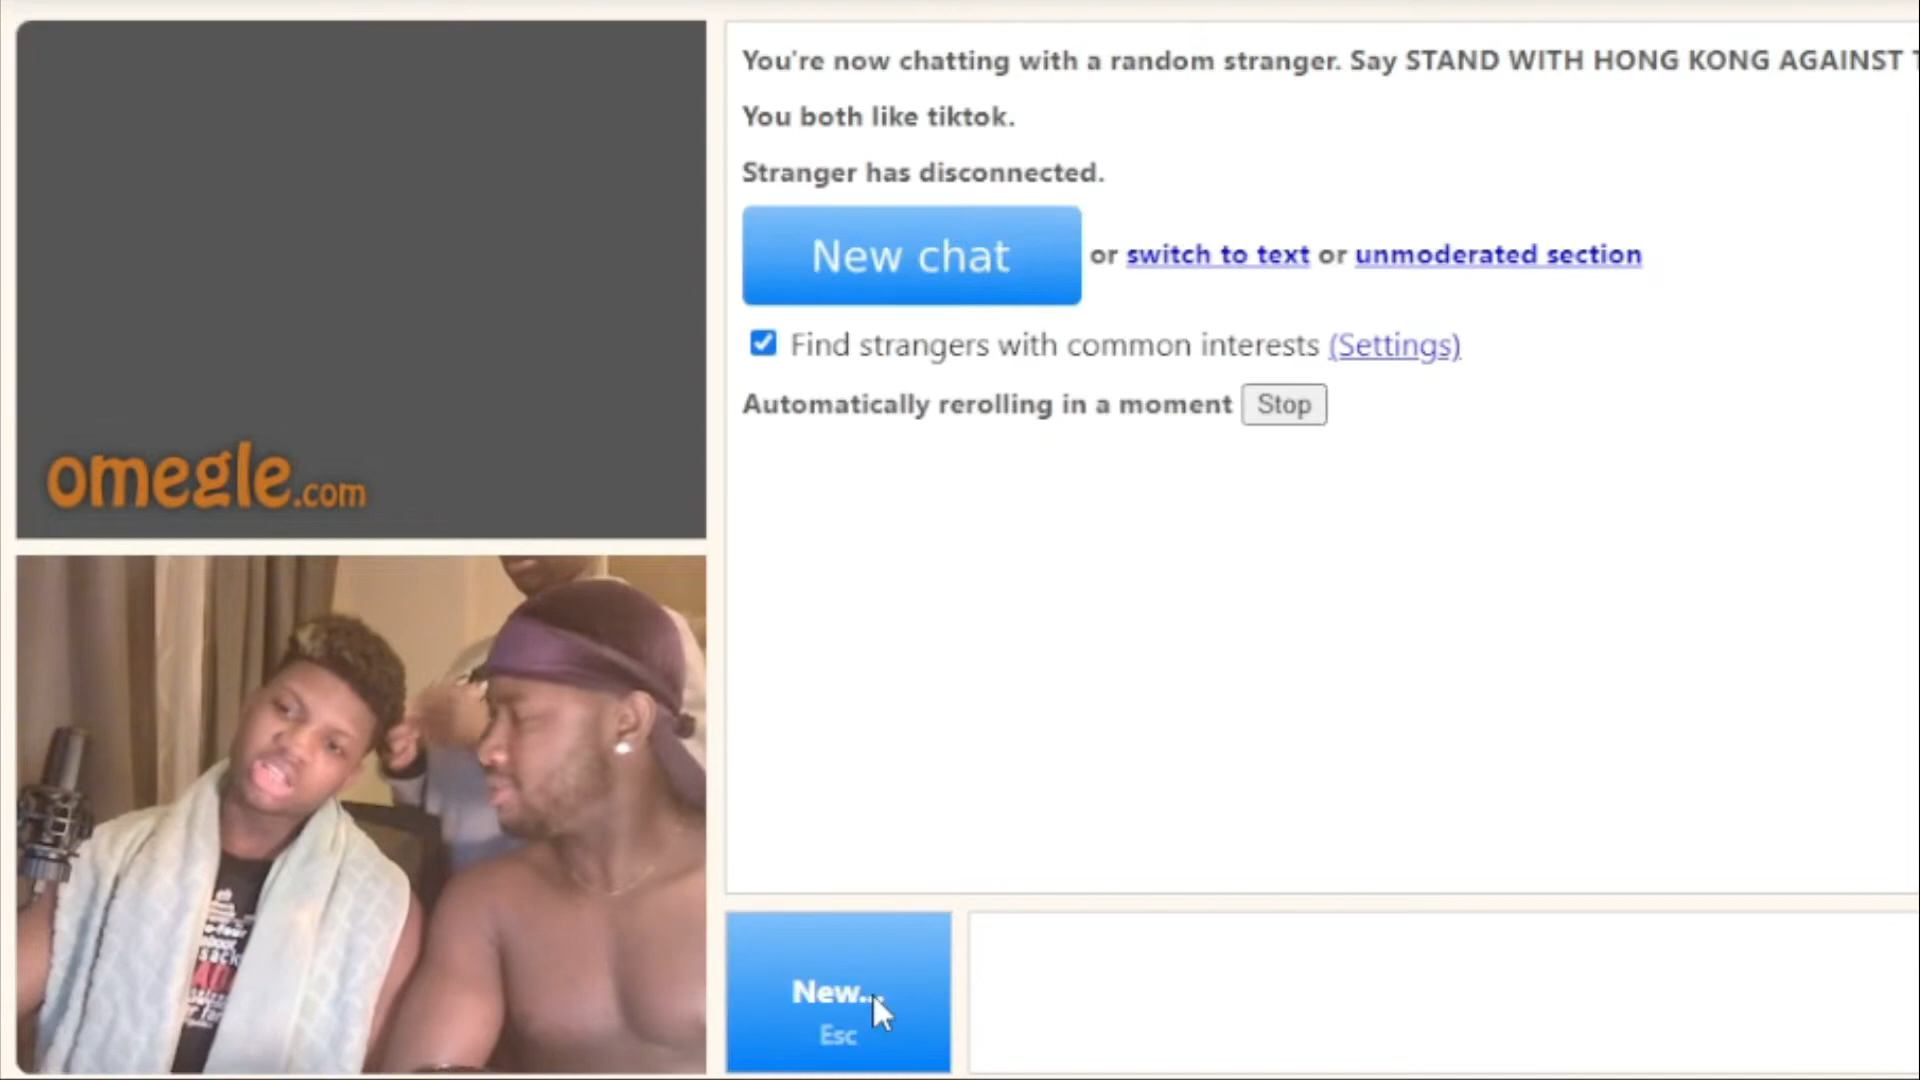 You're now chatting with a random stranger. Say STAND WITH HONG KONG AGAINST
You both like tiktok.
Stranger has disconnected.
New chat or switch to text or unmoderated section
Find strangers with common interests (Settings)
Automatically rerolling in a moment Stop
omegle.com
New...
Esc